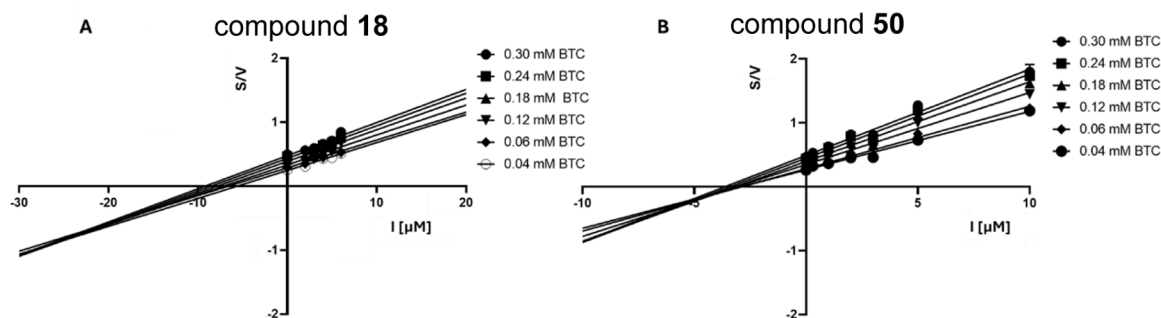 A
compound 18
S/V
2
1
-1
-2
-30
-20
-10
10
20
I [µM]
0.30 mM BTC
0.24 mM BTC
0.18 mM BTC
0.12 mM BTC
0.06 mM BTC
0.04 mM BTC
B
compound 50
S/V
2
1
-1
-2
-10
-5
5
10
I [µM]
0.30 mM BTC
0.24 mM BTC
0.18 mM BTC
0.12 mM BTC
0.06 mM BTC
0.04 mM BTC